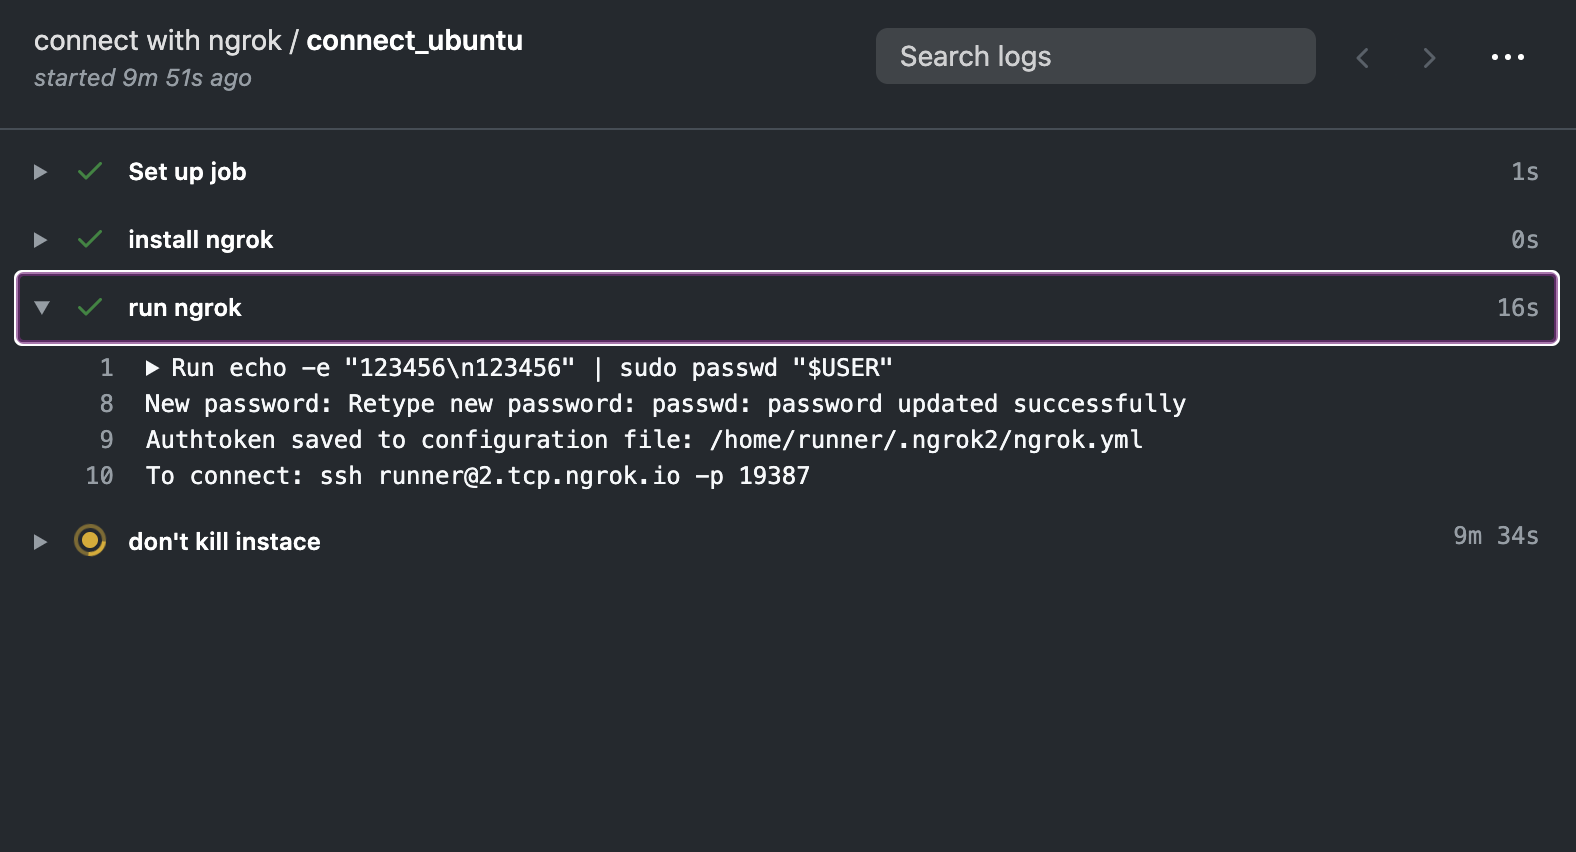 connect with ngrok / connect_ubuntu
started 9m 51s ago
Search logs
Set up job 1s
install ngrok 0s
run ngrok 16s
1 Run echo -e "123456\n123456" | sudo passwd "$USER"
8 New password: Retype new password: passwd: password updated successfully
9 Authtoken saved to configuration file: /home/runner/.ngrok2/ngrok.yml
10 To connect: ssh runner@2.tcp.ngrok.io -p 19387
don't kill instace 9m 34s